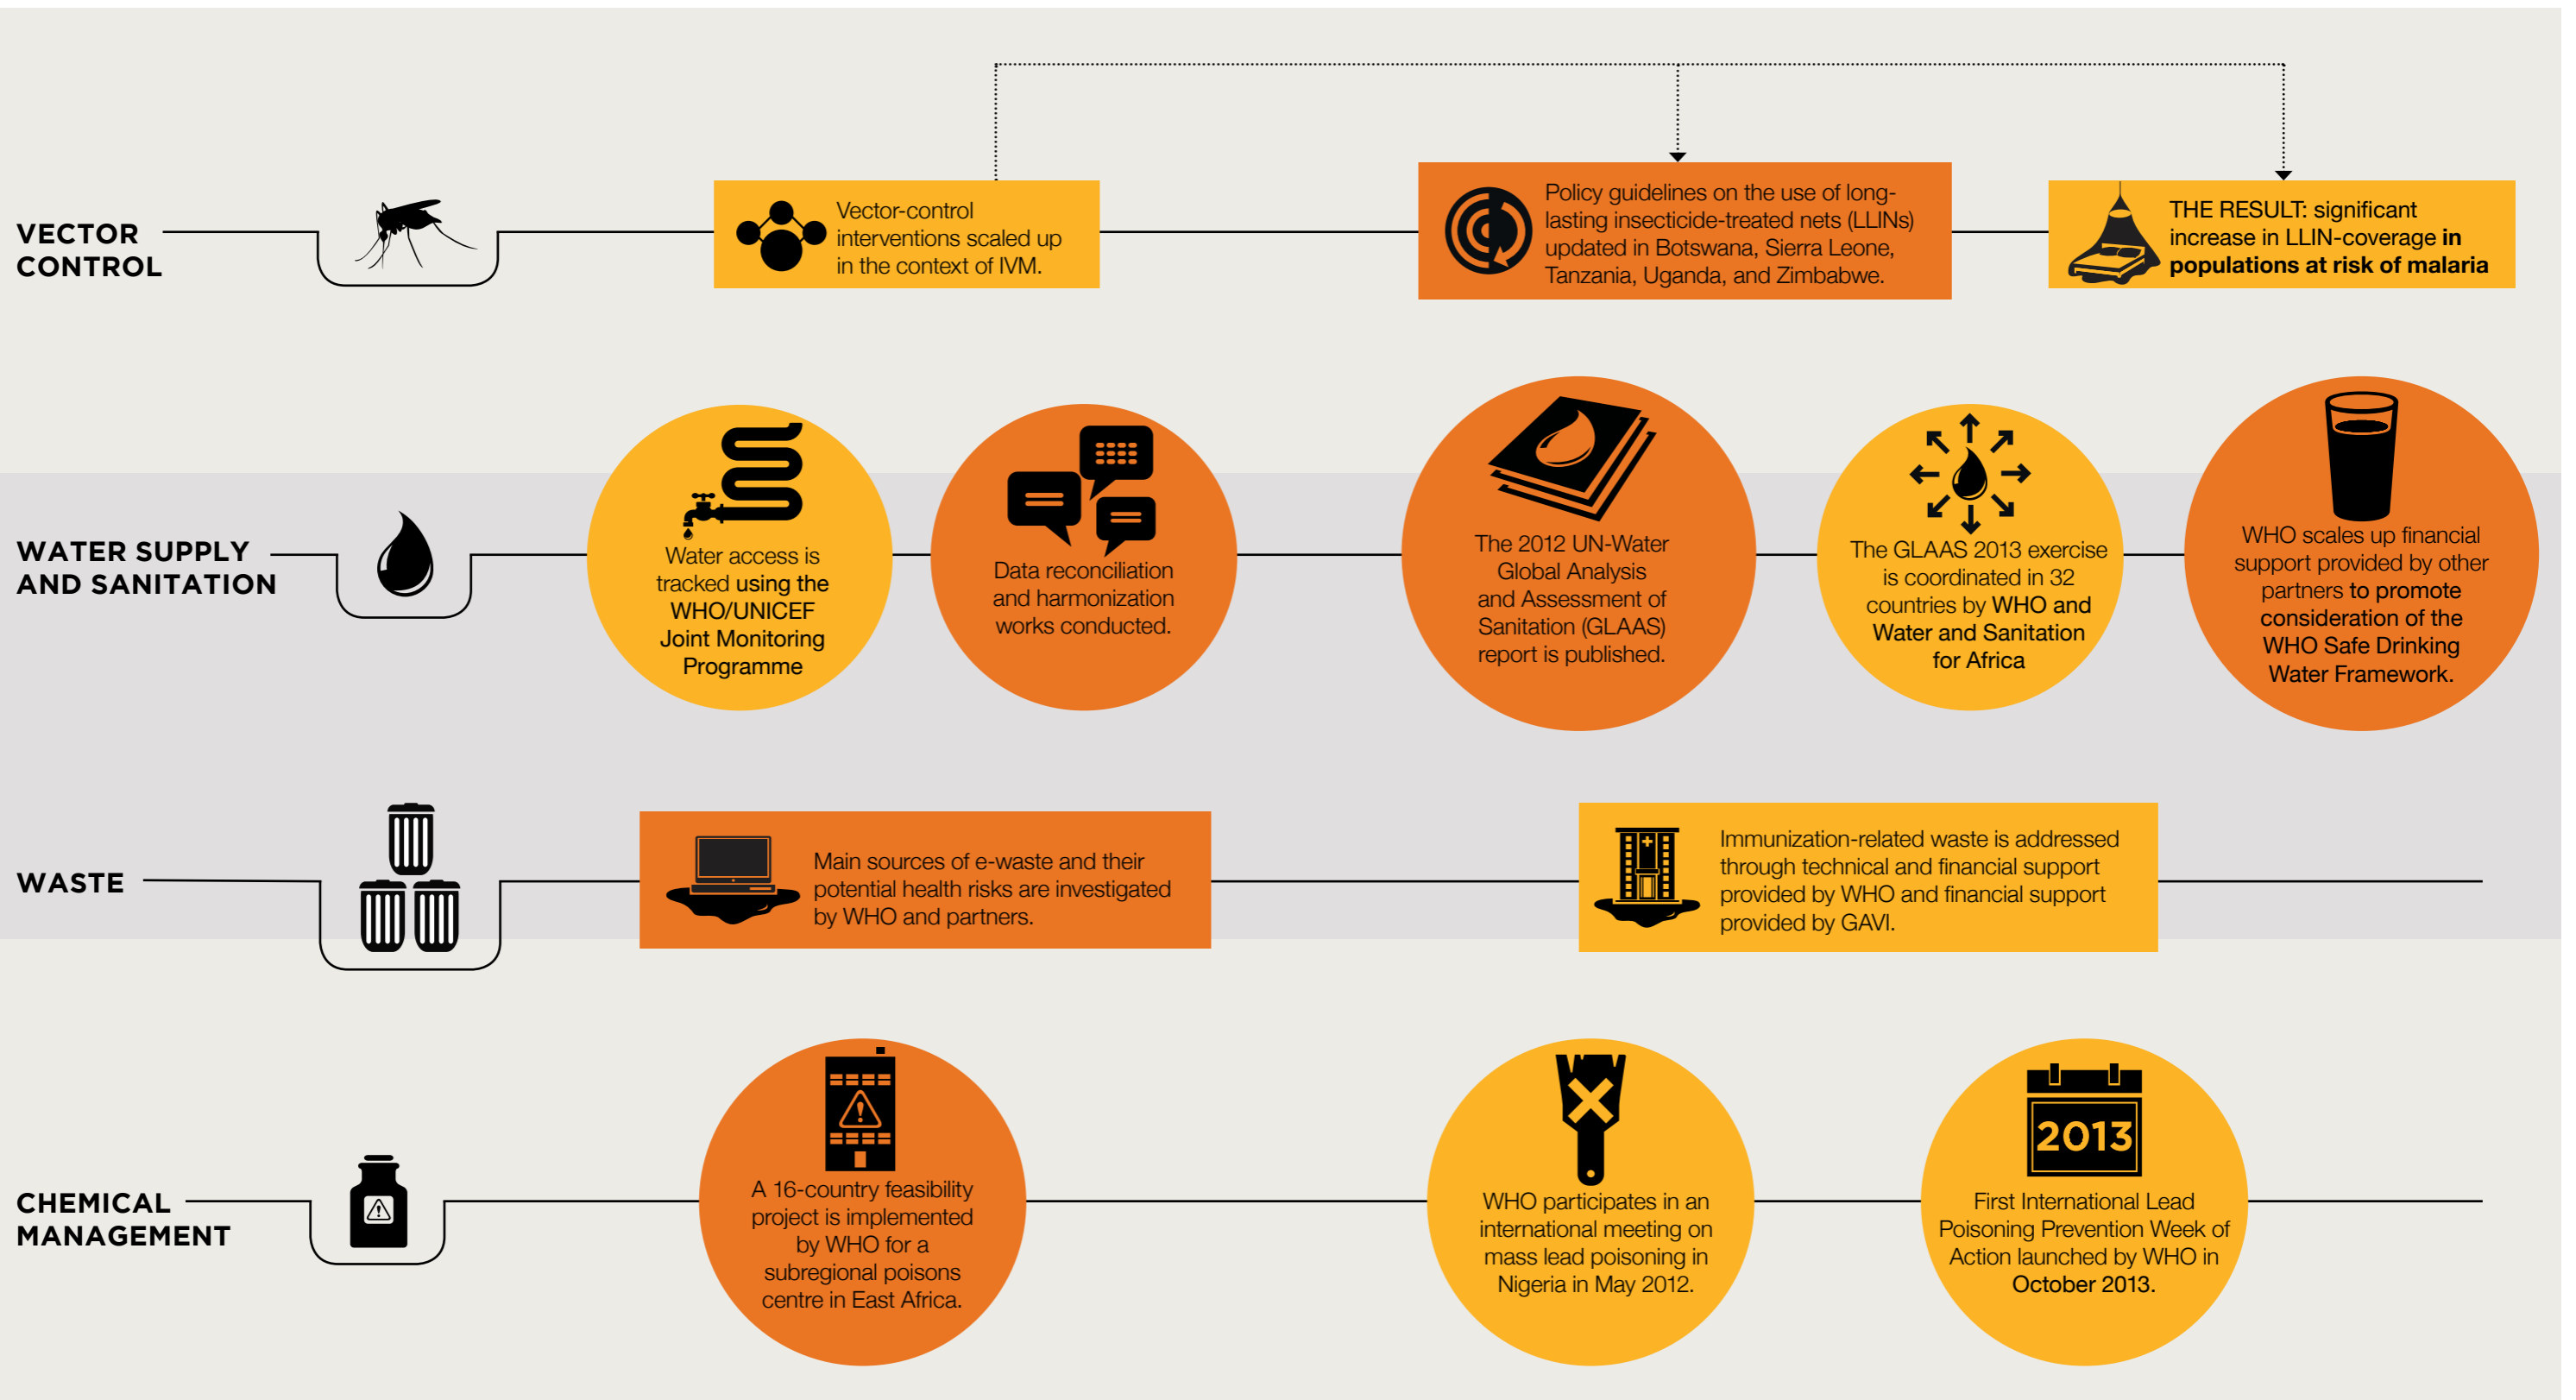 VECTOR
CONTROL
Vector-control
interventions scaled up
in the context of IVM.
Policy guidelines on the use of long-
lasting insecticide-treated nets (LLINs)
updated in Botswana, Sierra Leone,
Tanzania, Uganda, and Zimbabwe.
THE RESULT: significant
increase in LLIN-coverage in
populations at risk of malaria
WATER SUPPLY
AND SANITATION
Water access is
tracked using the
WHO/UNICEF
Joint Monitoring
Programme
Data reconciliation
and harmonization
works conducted.
The 2012 UN-Water
Global Analysis
and Assessment of
Sanitation (GLAAS)
report is published.
The GLAAS 2013 exercise
is coordinated in 32
countries by WHO and
Water and Sanitation
for Africa
WHO scales up financial
support provided by other
partners to promote
consideration of the
WHO Safe Drinking
Water Framework.
WASTE
Main sources of e-waste and their
potential health risks are investigated
by WHO and partners.
Immunization-related waste is addressed
through technical and financial support
provided by WHO and financial support
provided by GAVI.
CHEMICAL
MANAGEMENT
A 16-country feasibility
project is implemented
by WHO for a
subregional poisons
centre in East Africa.
WHO participates in an
international meeting on
mass lead poisoning in
Nigeria in May 2012.
2013
First International Lead
Poisoning Prevention Week of
Action launched by WHO in
October 2013.